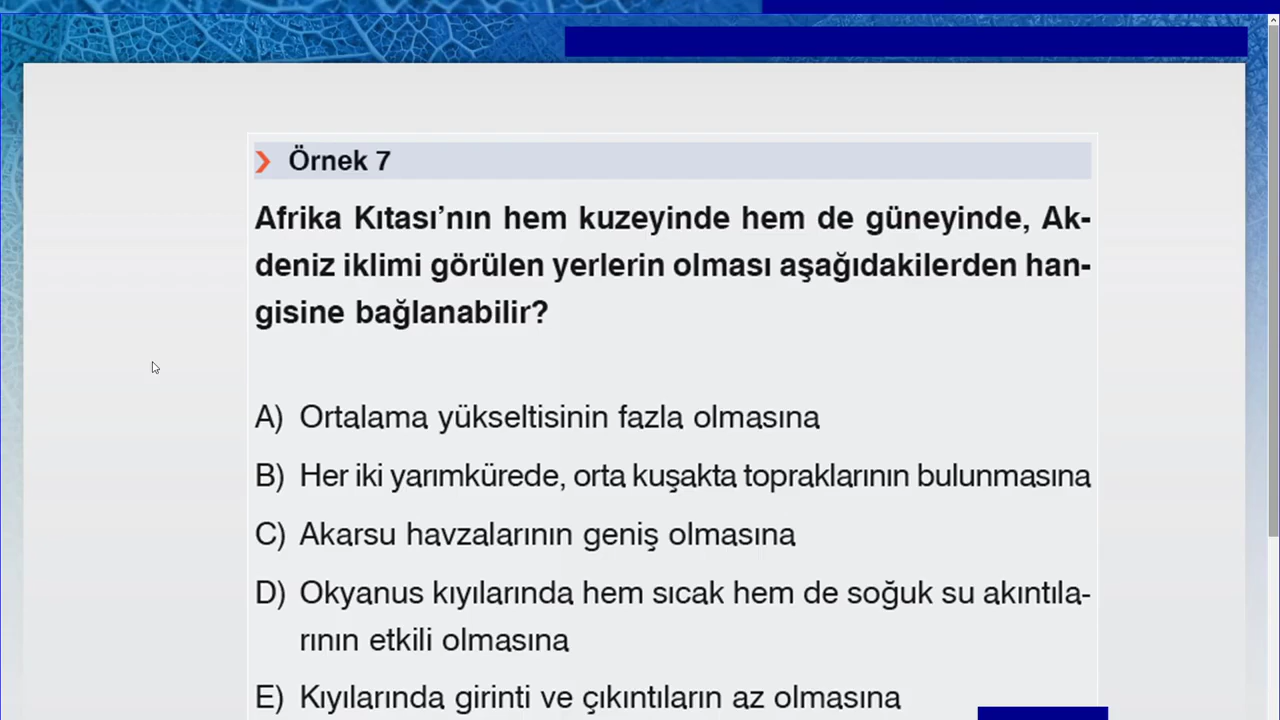 Örnek 7
Afrika Kıtası’nın hem kuzeyinde hem de güneyinde, Ak-
deniz iklimi görülen yerlerin olması aşağıdakilerden han-
gisine bağlanabilir?
A) Ortalama yükseltisinin fazla olmasına
B) Her iki yarımkürede, orta kuşakta topraklarının bulunmasına
C) Akarsu havzalarının geniş olmasına
D) Okyanus kıyılarında hem sıcak hem de soğuk su akıntıla-
rının etkili olmasına
E) Kıyılarında girinti ve çıkıntıların az olmasına